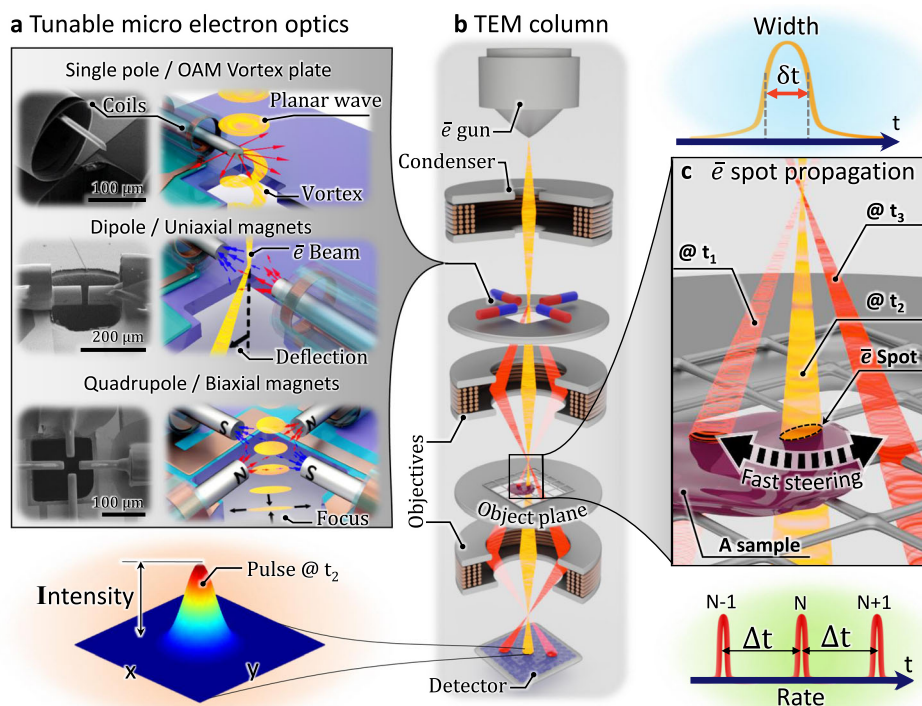 a Tunable micro electron optics
Single pole / OAM Vortex plate
Coils
Planar wave
Vortex
100 μm
Dipole / Uniaxial magnets
ē Beam
200 μm
Deflection
Quadrupole / Biaxial magnets
S
N
N
S
100 μm
Focus
Intensity
Pulse @ t2
x
y
b TEM column
ē gun
Condenser
Objectives
Object plane
Detector
Width
δt
t
c ē spot propagation
@ t1
@ t3
@ t2
ē Spot
Fast steering
A sample
N-1
N
N+1
Δt
Δt
t
Rate